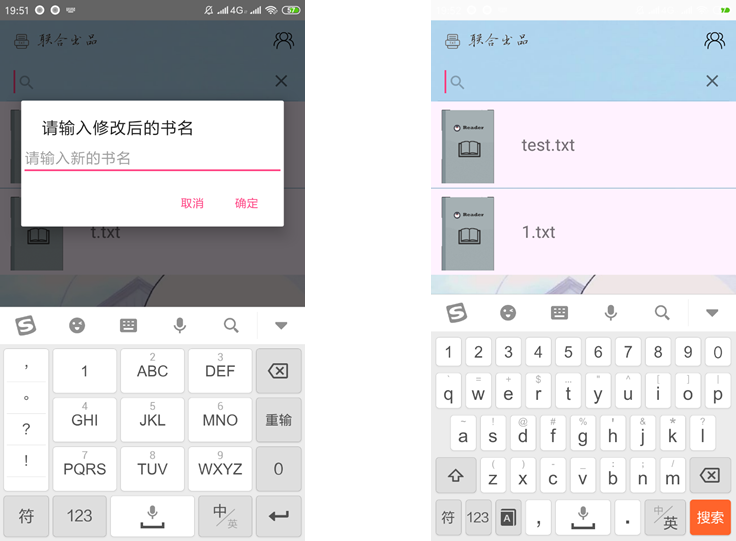 19:51
4G
57
联合出品
请输入修改后的书名
请输入新的书名
取消
确定
t.txt
, 1 2 ABC 3 DEF
。 4 GHI 5 JKL 6 MNO 重输
?
! 7 PQRS 8 TUV 9 WXYZ 0
符 123 中/英
联合出品
Reader
test.txt
Reader
1.txt
1 2 3 4 5 6 7 8 9 0
q w e r t y u i o p
~ ! @ # % ' & * ?
a s d f g h j k l
( ) - _ : ; /
z x c v b n m
符 123 A , . 中/英 搜索